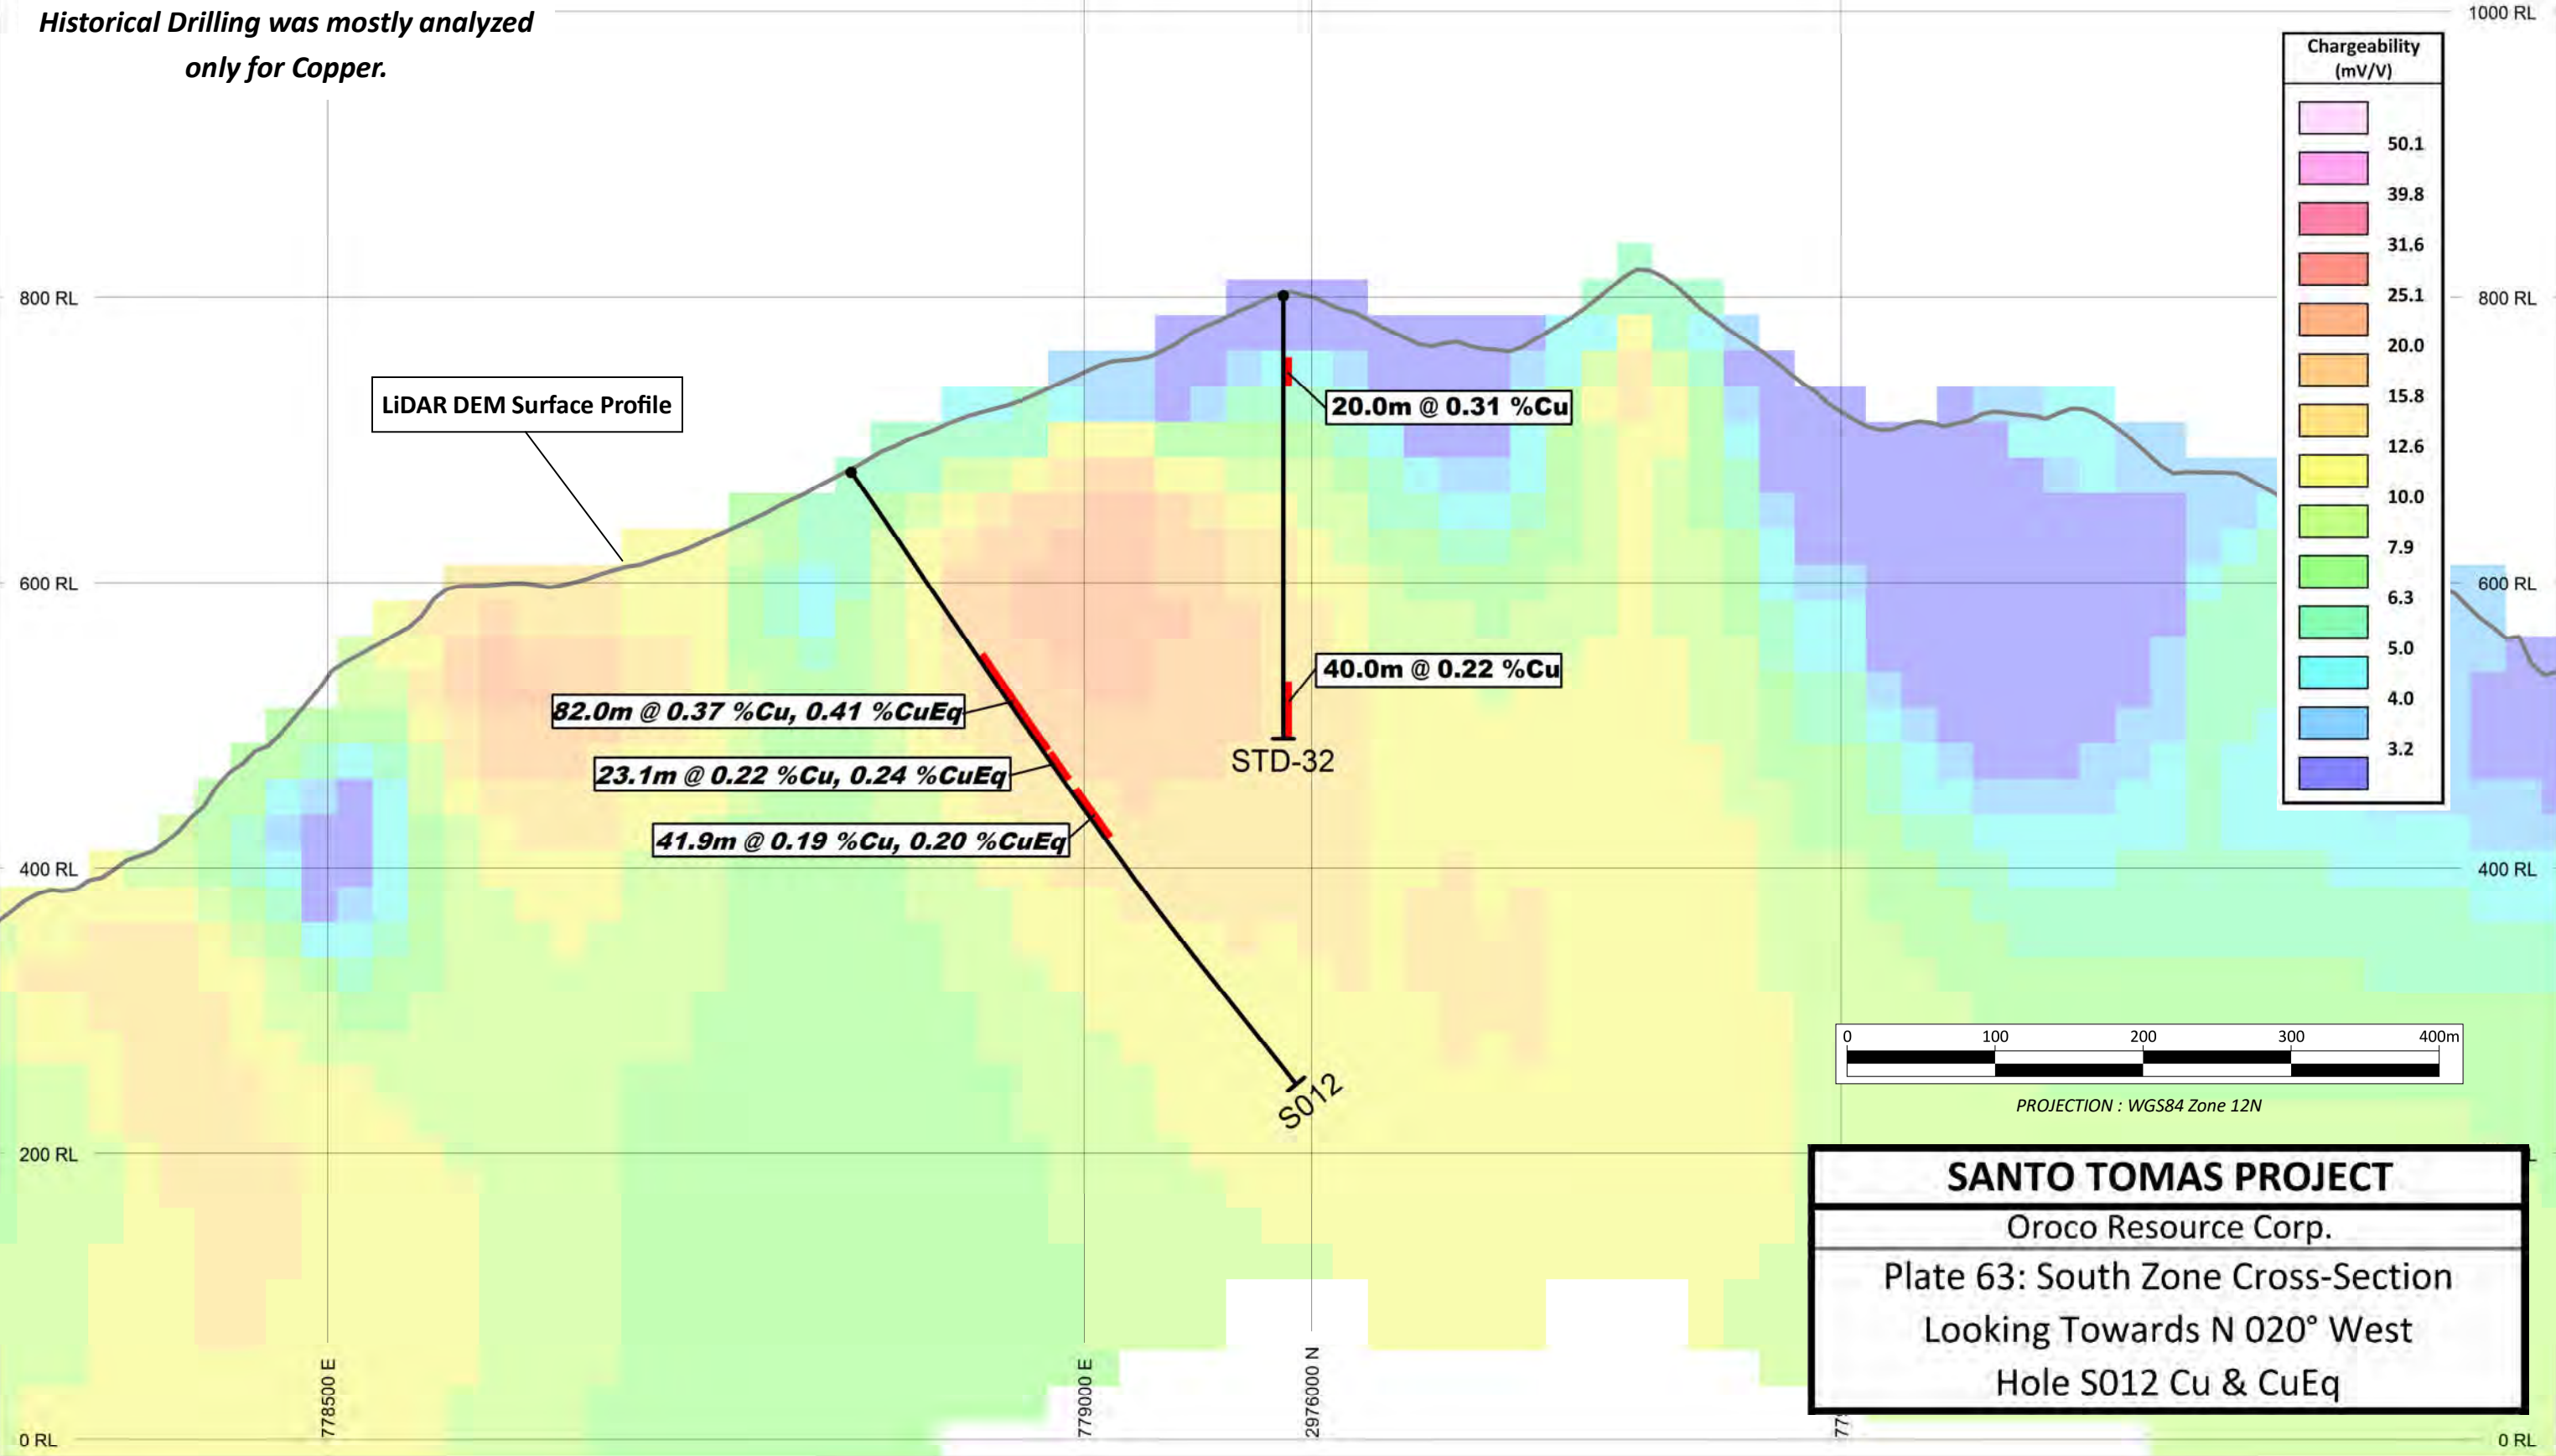 Historical Drilling was mostly analyzed
only for Copper.
1000 RL
Chargeability
(mV/V)
50.1
39.8
31.6
25.1
20.0
15.8
12.6
10.0
7.9
6.3
5.0
4.0
3.2
800 RL
800 RL
LiDAR DEM Surface Profile
20.0m @ 0.31 %Cu
600 RL
600 RL
40.0m @ 0.22 %Cu
82.0m @ 0.37 %Cu, 0.41 %CuEq
STD-32
23.1m @ 0.22 %Cu, 0.24 %CuEq
41.9m @ 0.19 %Cu, 0.20 %CuEq
400 RL
400 RL
S012
0 100 200 300 400m
PROJECTION : WGS84 Zone 12N
200 RL
SANTO TOMAS PROJECT
Oroco Resource Corp.
Plate 63: South Zone Cross-Section
Looking Towards N 020° West
Hole S012 Cu & CuEq
778500 E
779000 E
2976000 N
0 RL
0 RL